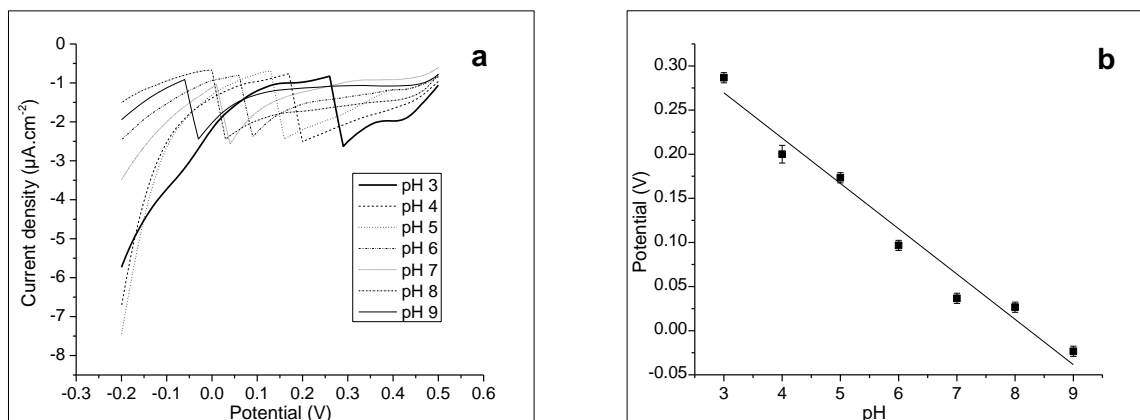 a
0
-1
-2
-3
-4
-5
-6
-7
-8
Current density (µA.cm-2)
pH 3
pH 4
pH 5
pH 6
pH 7
pH 8
pH 9
-0.3 -0.2 -0.1 0.0 0.1 0.2 0.3 0.4 0.5 0.6
Potential (V)
b
0.30
0.25
0.20
0.15
0.10
0.05
0.00
-0.05
Potential (V)
3 4 5 6 7 8 9
pH